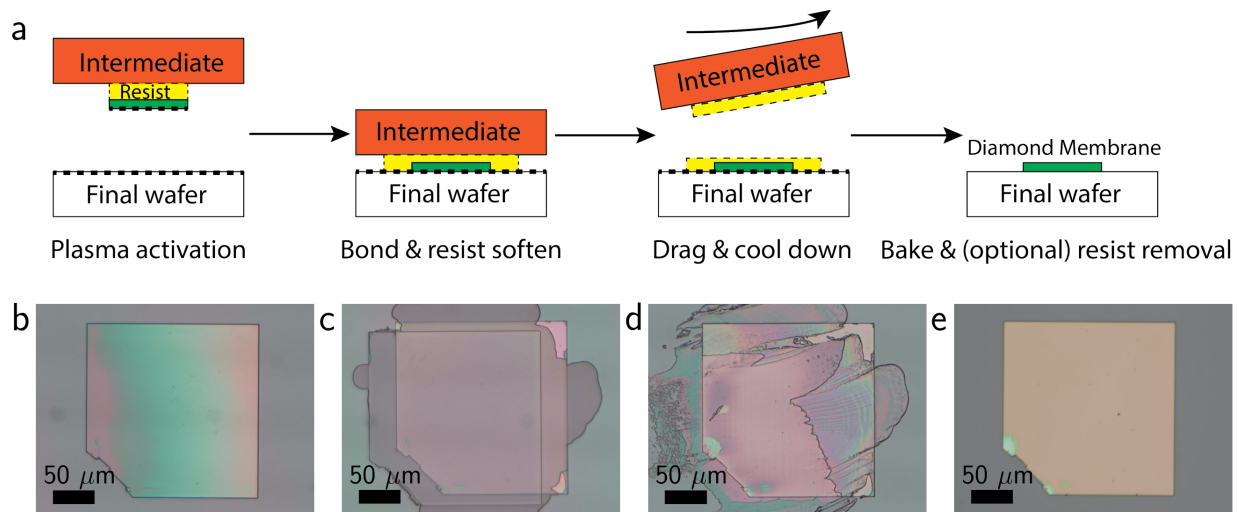 a
Intermediate
Resist
Final wafer
Plasma activation
Intermediate
Final wafer
Bond & resist soften
Intermediate
Final wafer
Drag & cool down
Diamond Membrane
Final wafer
Bake & (optional) resist removal
b
50 μm
c
50 μm
d
50 μm
e
50 μm